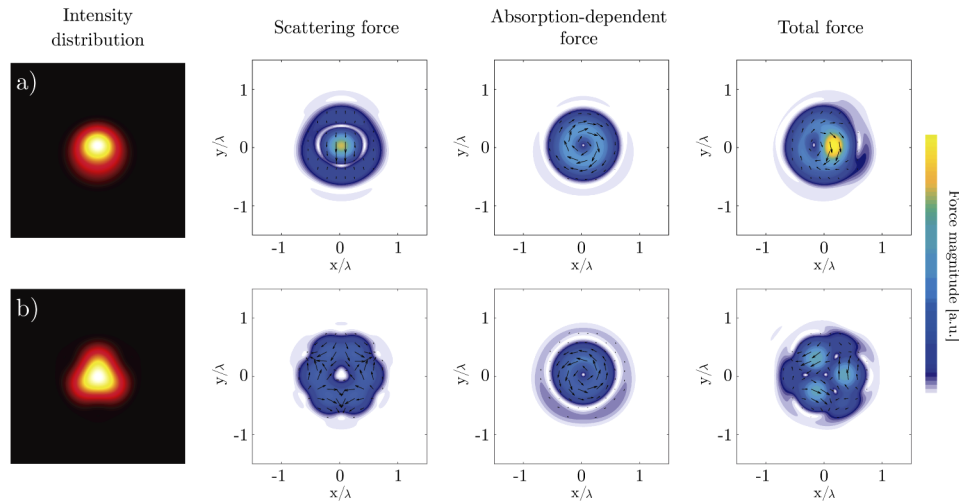 Intensity
distribution
Scattering force
Absorption-dependent
force
Total force
a)
1
0
-1
y/λ
-1 0 1
x/λ
1
0
-1
y/λ
-1 0 1
x/λ
1
0
-1
y/λ
-1 0 1
x/λ
b)
1
0
-1
y/λ
-1 0 1
x/λ
1
0
-1
y/λ
-1 0 1
x/λ
1
0
-1
y/λ
-1 0 1
x/λ
Force magnitude [a.u.]